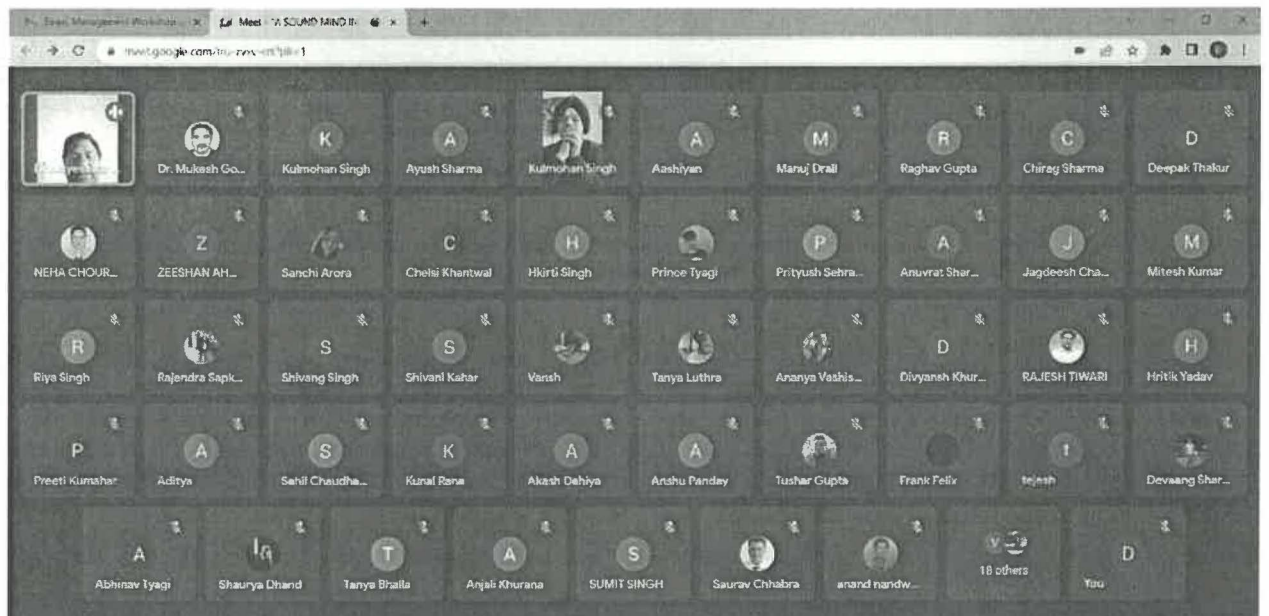 Meet - "A SOUND MIND IN
K A A M R C D
Dr. Mukesh Go... Kulmohan Singh Ayush Sharma Kulmohan Singh Aashiyan Manuj Drall Raghav Gupta Chirag Sharma Deepak Thakur
Z C H P A J M
NEHA CHOUR... ZEESHAN AH... Sanchi Arora Chelsi Khantwal Hkirti Singh Prince Tyagi Prityush Sehra... Anuvrat Shar... Jagdeesh Cha... Mitesh Kumar
R S S D H
Riya Singh Rajendra Sapk... Shivang Singh Shivani Kahar Vansh Tanya Luthra Ananya Vashis... Divyansh Khur... RAJESH TIWARI Hritik Yadav
P A S K A A t
Preeti Kumahar Aditya Sahil Chaudha... Kunal Rana Akash Dahiya Anshu Panday Tushar Gupta Frank Felix tejash Devaang Shar...
A T A S V D
Abhinav Tyagi Shaurya Dhand Tanya Bhalla Anjali Khurana SUMIT SINGH Saurav Chhabra anand nandw... 18 others You